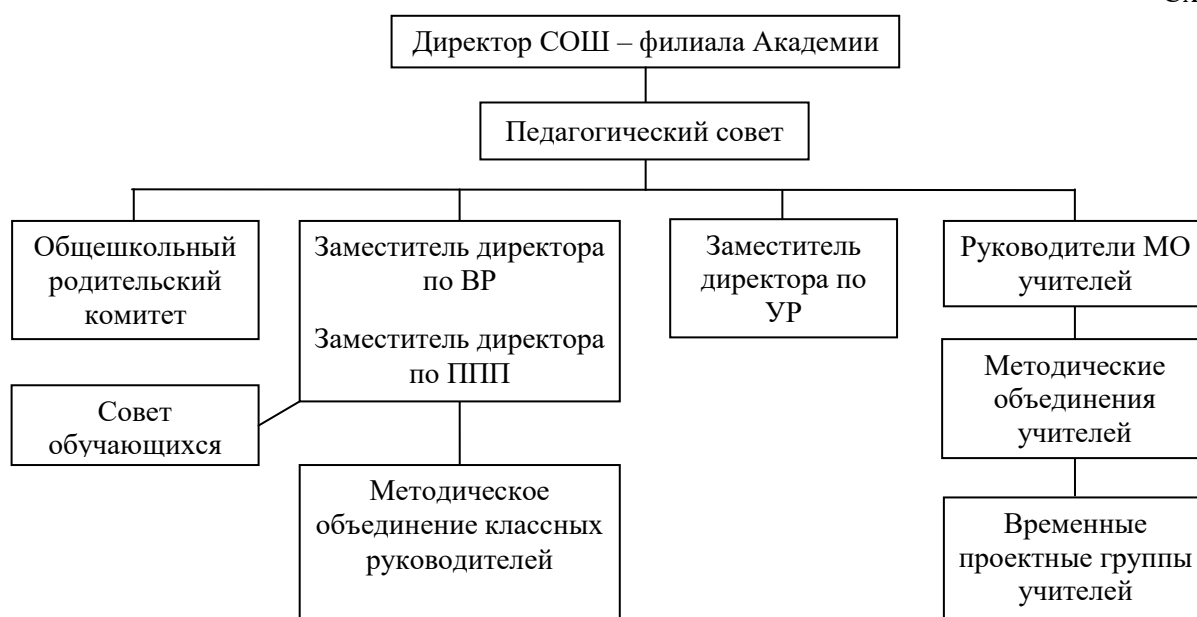 Директор СОШ – филиала Академии
Педагогический совет
Общешкольный
родительский
комитет
Заместитель директора
по ВР
Заместитель директора
по ППП
Заместитель
директора по
УР
Руководители МО
учителей
Совет
обучающихся
Методические
объединения
учителей
Методическое
объединение классных
руководителей
Временные
проектные группы
учителей